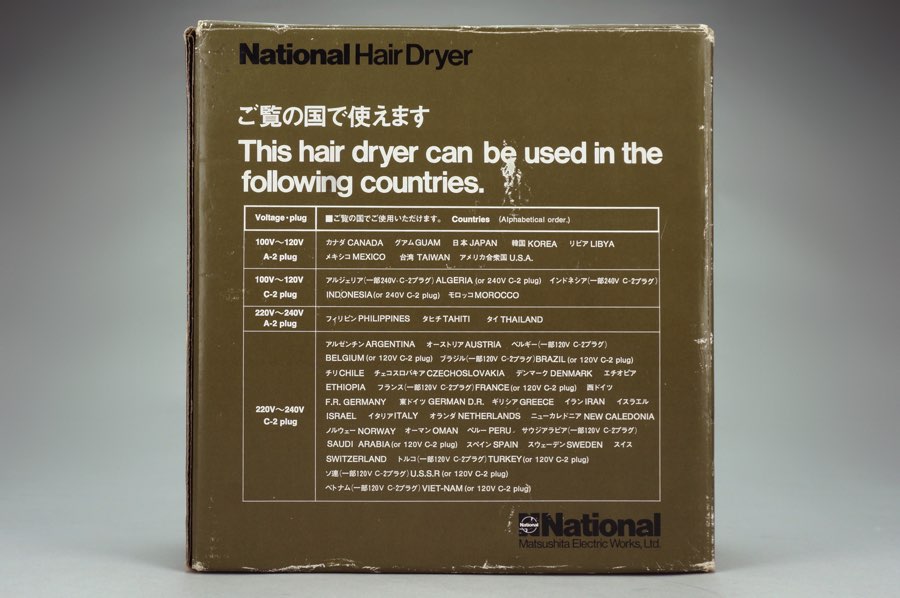 National Hair Dryer
ご覧の国で使えます
This hair dryer can be used in the
following countries.
Voltage・plug ■ご覧の国でご使用いただけます。 Countries (Alphabetical order.)
100V〜120V カナダ CANADA グアム GUAM 日本 JAPAN 韓国 KOREA リビア LIBYA
A-2 plug メキシコ MEXICO 台湾 TAIWAN アメリカ合衆国 U.S.A.
100V〜120V アルジェリア(一部240V C-2プラグ) ALGERIA (or 240V C-2 plug) インドネシア(一部240V C-2プラグ)
C-2 plug INDONESIA (or 240V C-2 plug) モロッコ MOROCCO
220V〜240V
A-2 plug フィリピン PHILIPPINES タヒチ TAHITI タイ THAILAND
220V〜240V
C-2 plug
アルゼンチン ARGENTINA オーストリア AUSTRIA ベルギー(一部120V C-2プラグ)
BELGIUM (or 120V C-2 plug) ブラジル(一部120V C-2プラグ) BRAZIL (or 120V C-2 plug)
チリ CHILE チェコスロバキア CZECHOSLOVAKIA デンマーク DENMARK エチオピア
ETHIOPIA フランス(一部120V C-2プラグ) FRANCE (or 120V C-2 plug) 西ドイツ
F.R. GERMANY 東ドイツ GERMAN D.R. ギリシア GREECE イラン IRAN イスラエル
ISRAEL イタリア ITALY オランダ NETHERLANDS ニューカレドニア NEW CALEDONIA
ノルウェー NORWAY オーマン OMAN ペルー PERU サウジアラビア(一部120V C-2プラグ)
SAUDI ARABIA (or 120V C-2 plug) スペイン SPAIN スウェーデン SWEDEN スイス
SWITZERLAND トルコ(一部120V C-2プラグ) TURKEY (or 120V C-2 plug)
ソ連(一部120V C-2プラグ) U.S.S.R (or 120V C-2 plug)
ベトナム(一部120V C-2プラグ) VIET-NAM (or 120V C-2 plug)
National National
Matsushita Electric Works, Ltd.